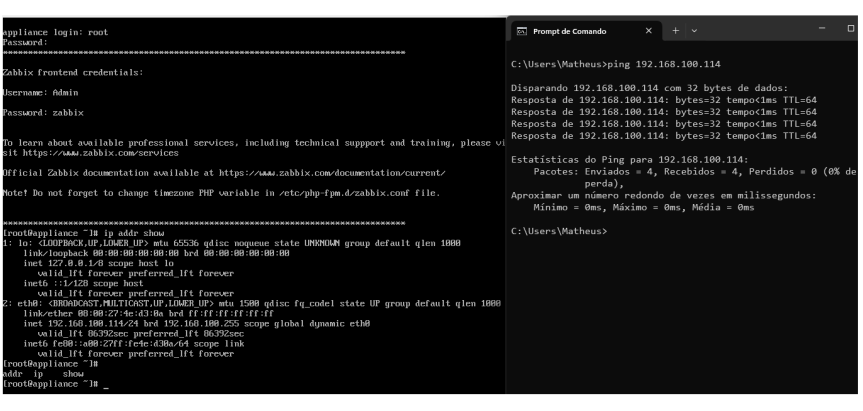 appliance login: root
Password:
********************************************************************************
Zabbix frontend credentials:
Username: Admin
Password: zabbix
To learn about available professional services, including technical suppport and training, please vi
sit https://www.zabbix.com/services
Official Zabbix documentation available at https://www.zabbix.com/documentation/current/
Note! Do not forget to change timezone PHP variable in /etc/php-fpm.d/zabbix.conf file.
********************************************************************************
[root@appliance ~]# ip addr show
1: lo: <LOOPBACK,UP,LOWER_UP> mtu 65536 qdisc noqueue state UNKNOWN group default qlen 1000
link/loopback 00:00:00:00:00:00 brd 00:00:00:00:00:00
inet 127.0.0.1/8 scope host lo
valid_lft forever preferred_lft forever
inet6 ::1/128 scope host
valid_lft forever preferred_lft forever
2: eth0: <BROADCAST,MULTICAST,UP,LOWER_UP> mtu 1500 qdisc fq_codel state UP group default qlen 1000
link/ether 08:00:27:4e:d3:0a brd ff:ff:ff:ff:ff:ff
inet 192.168.100.114/24 brd 192.168.100.255 scope global dynamic eth0
valid_lft 86392sec preferred_lft 86392sec
inet6 fe80::a00:27ff:fe4e:d30a/64 scope link
valid_lft forever preferred_lft forever
[root@appliance ~]#
addr ip show
[root@appliance ~]# _
Prompt de Comando
C:\Users\Matheus>ping 192.168.100.114
Disparando 192.168.100.114 com 32 bytes de dados:
Resposta de 192.168.100.114: bytes=32 tempo<1ms TTL=64
Resposta de 192.168.100.114: bytes=32 tempo<1ms TTL=64
Resposta de 192.168.100.114: bytes=32 tempo<1ms TTL=64
Resposta de 192.168.100.114: bytes=32 tempo<1ms TTL=64
Estatísticas do Ping para 192.168.100.114:
Pacotes: Enviados = 4, Recebidos = 4, Perdidos = 0 (0% de
perda),
Aproximar um número redondo de vezes em milissegundos:
Mínimo = 0ms, Máximo = 0ms, Média = 0ms
C:\Users\Matheus>